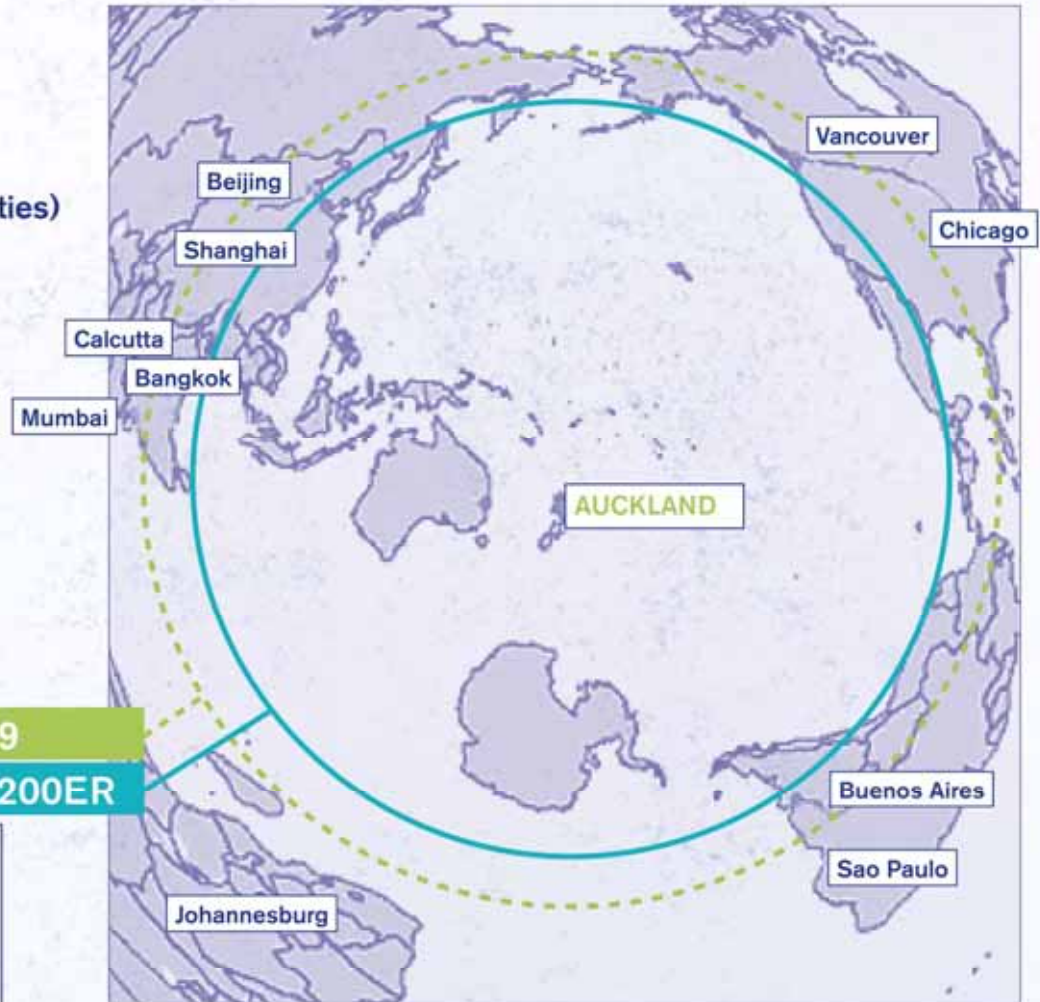 Vancouver
Beijing
ties)
Chicago
Shanghai
Calcutta
Bangkok
Mumbai
AUCKLAND
9
200ER
Buenos Aires
Sao Paulo
Johannesburg